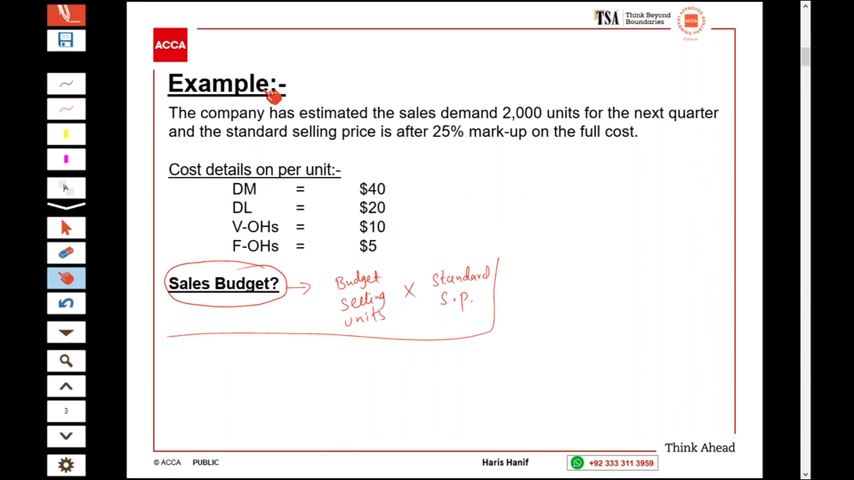 TSA Think Beyond
Boundaries
ACCA
Example:-
The company has estimated the sales demand 2,000 units for the next quarter
and the standard selling price is after 25% mark-up on the full cost.
Cost details on per unit:-
DM = $40
DL = $20
V-OHs = $10
F-OHs = $5
Sales Budget? → Budget selling units × Standard s.p.
3
Think Ahead
© ACCA PUBLIC Haris Hanif +92 333 311 3959